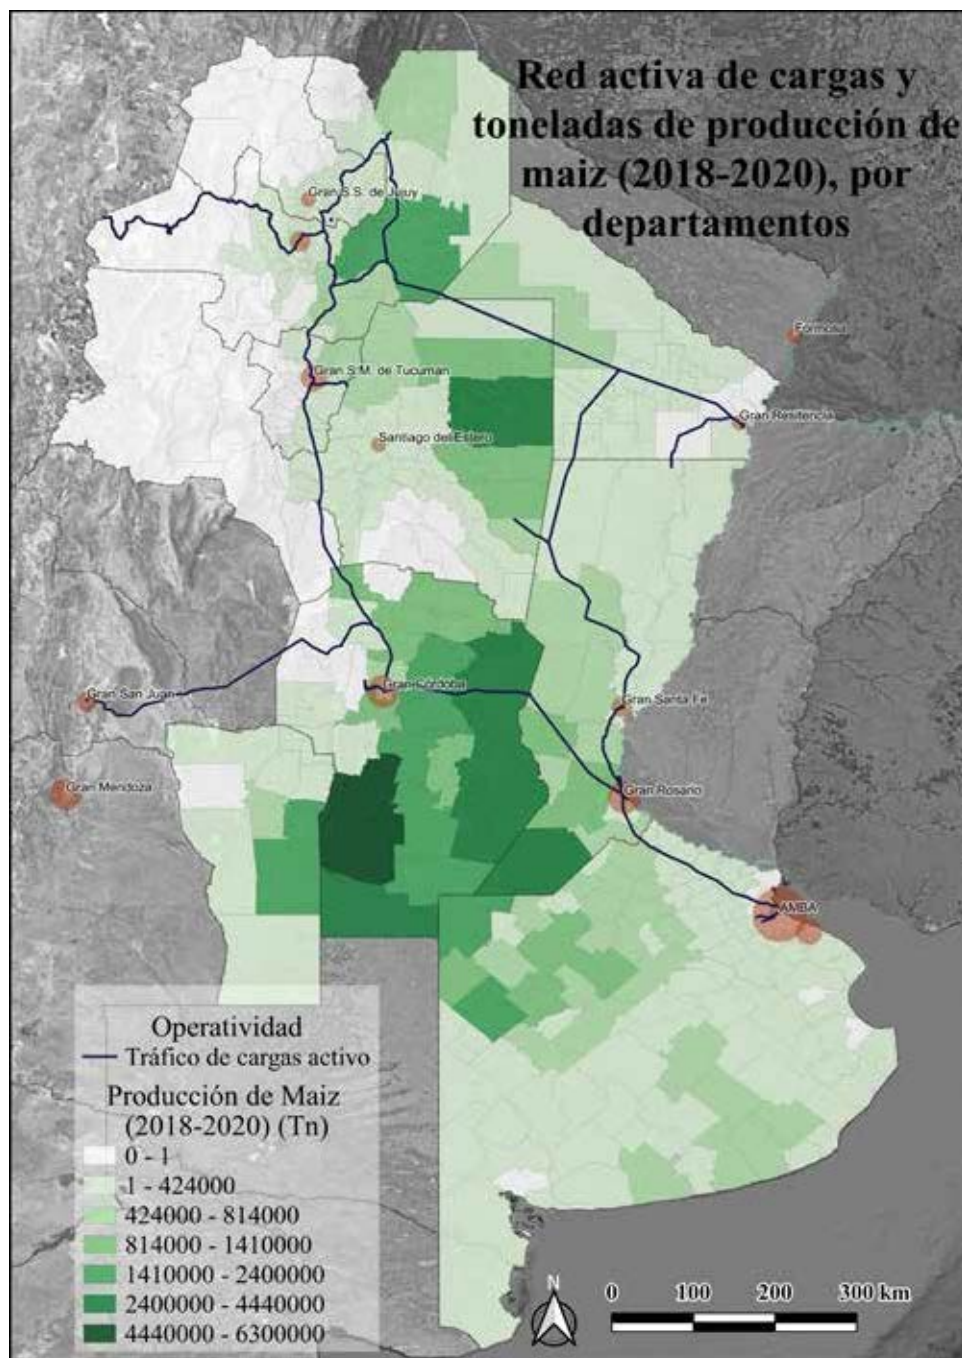 Red activa de cargas y
toneladas de producción de
maiz (2018-2020), por
departamentos
Gran S.S. de Jujuy
Formosa
Gran S.M. de Tucumán
Gran Resitencia
Santiago del Estero
Gran Córdoba
Gran San Juan
Gran Santa Fe
Gran Mendoza
Gran Rosario
AMBA
Operatividad
Tráfico de cargas activo
Producción de Maiz
(2018-2020) (Tn)
0 - 1
1 - 424000
424000 - 814000
814000 - 1410000
1410000 - 2400000
2400000 - 4440000
4440000 - 6300000
N
0 100 200 300 km